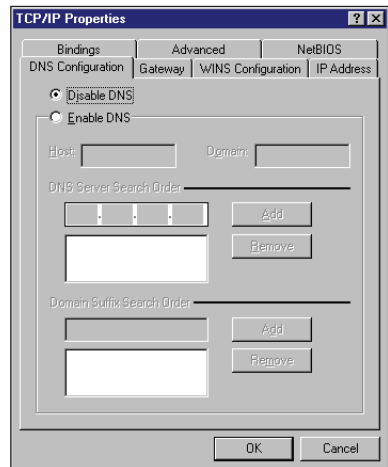 TCP/IP Properties
Bindings Advanced NetBIOS
DNS Configuration Gateway WINS Configuration IP Address
Disable DNS
Enable DNS
Host: Domain:
DNS Server Search Order
Add
Remove
Domain Suffix Search Order
Add
Remove
OK Cancel